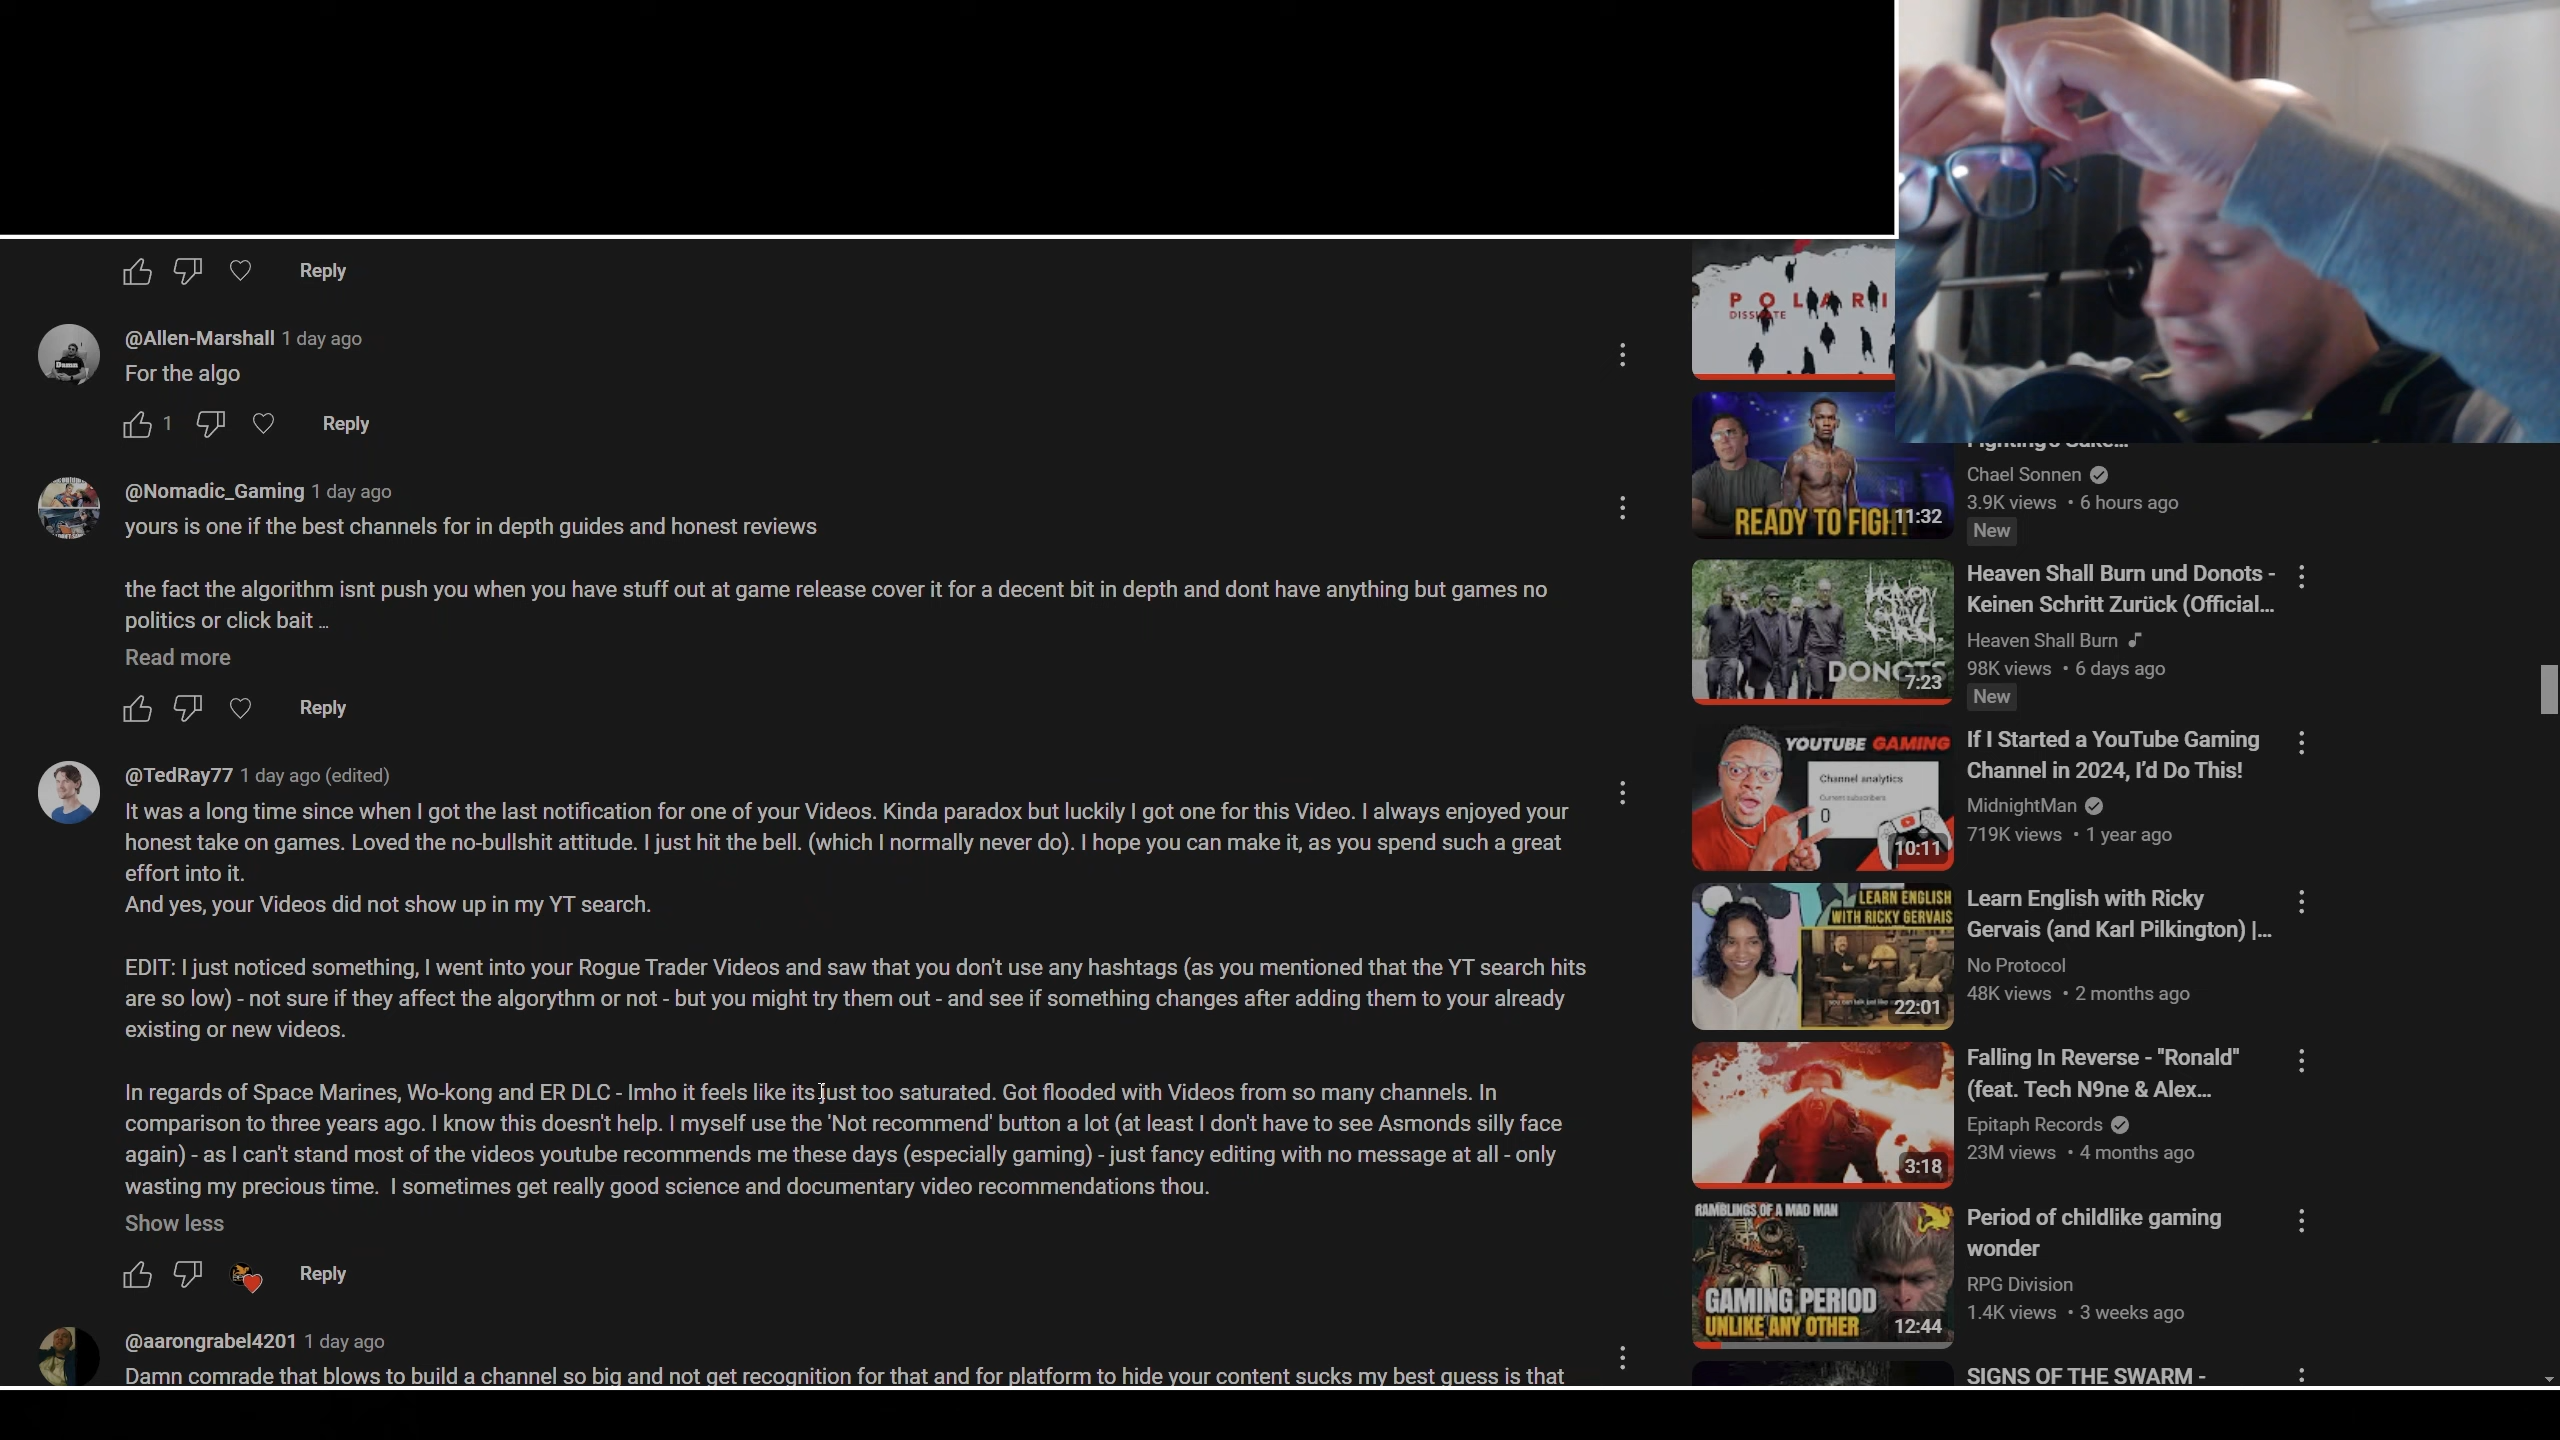 Reply
@Allen-Marshall 1 day ago
For the algo
1 Reply
@Nomadic_Gaming 1 day ago
yours is one if the best channels for in depth guides and honest reviews
the fact the algorithm isnt push you when you have stuff out at game release cover it for a decent bit in depth and dont have anything but games no
politics or click bait ...
Read more
Reply
@TedRay77 1 day ago (edited)
It was a long time since when I got the last notification for one of your Videos. Kinda paradox but luckily I got one for this Video. I always enjoyed your
honest take on games. Loved the no-bullshit attitude. I just hit the bell. (which I normally never do). I hope you can make it, as you spend such a great
effort into it.
And yes, your Videos did not show up in my YT search.
EDIT: I just noticed something, I went into your Rogue Trader Videos and saw that you don't use any hashtags (as you mentioned that the YT search hits
are so low) - not sure if they affect the algorythm or not - but you might try them out - and see if something changes after adding them to your already
existing or new videos.
In regards of Space Marines, Wo-kong and ER DLC - Imho it feels like its just too saturated. Got flooded with Videos from so many channels. In
comparison to three years ago. I know this doesn't help. I myself use the 'Not recommend' button a lot (at least I don't have to see Asmonds silly face
again) - as I can't stand most of the videos youtube recommends me these days (especially gaming) - just fancy editing with no message at all - only
wasting my precious time. I sometimes get really good science and documentary video recommendations thou.
Show less
Reply
@aarongrabel4201 1 day ago
Damn comrade that blows to build a channel so big and not get recognition for that and for platform to hide your content sucks my best guess is that
POLARI
Damn
READY TO FIGH
11:32
Chael Sonnen
3.9K views • 6 hours ago
New
DONOTS
7:23
Heaven Shall Burn und Donots -
Keinen Schritt Zurück (Official...
Heaven Shall Burn
98K views • 6 days ago
New
YOUTUBE GAMING
Channel analytics
Current subscribers
0
10:11
If I Started a YouTube Gaming
Channel in 2024, I'd Do This!
MidnightMan
719K views • 1 year ago
LEARN ENGLISH
WITH RICKY GERVAIS
22:01
Learn English with Ricky
Gervais (and Karl Pilkington) |...
No Protocol
48K views • 2 months ago
3:18
Falling In Reverse - "Ronald"
(feat. Tech N9ne & Alex...
Epitaph Records
23M views • 4 months ago
RAMBLINGS OF A MAD MAN
GAMING PERIOD
UNLIKE ANY OTHER
12:44
Period of childlike gaming
wonder
RPG Division
1.4K views • 3 weeks ago
SIGNS OF THE SWARM -